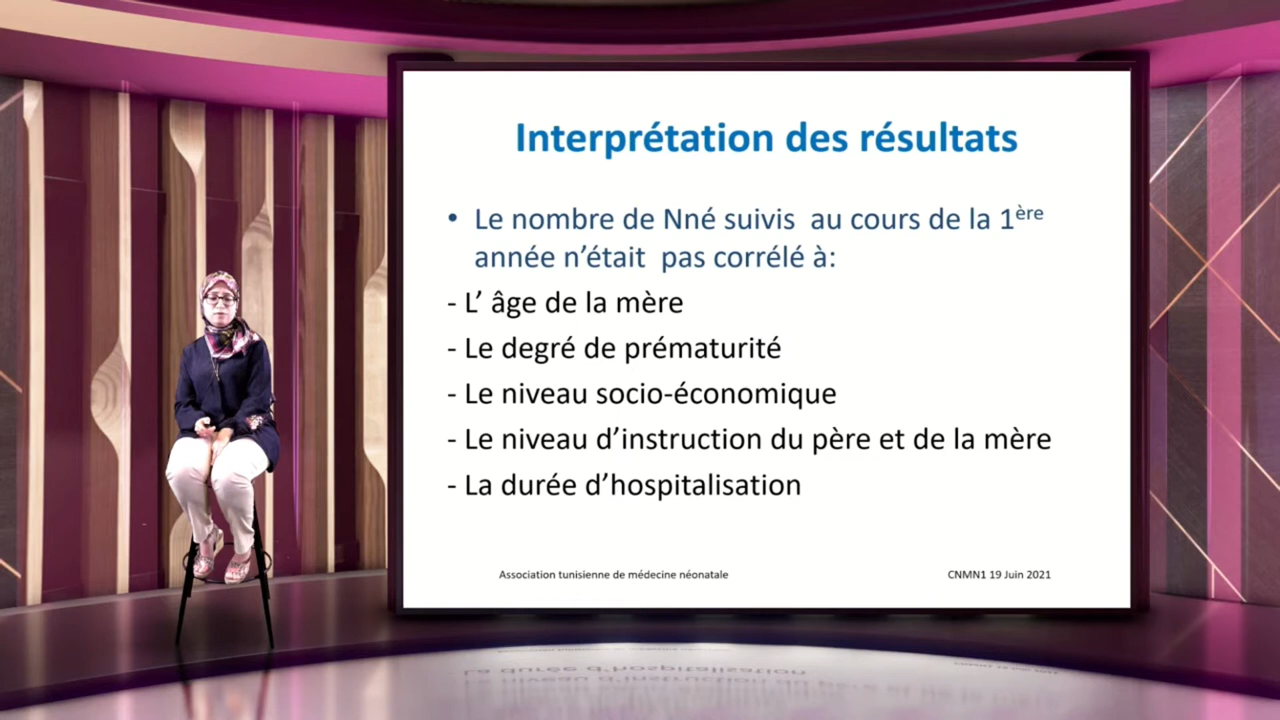 Interprétation des résultats
• Le nombre de Nné suivis au cours de la 1ère
année n’était pas corrélé à:
- L’ âge de la mère
- Le degré de prématurité
- Le niveau socio-économique
- Le niveau d’instruction du père et de la mère
- La durée d’hospitalisation
Association tunisienne de médecine néonatale
CNMN1 19 Juin 2021